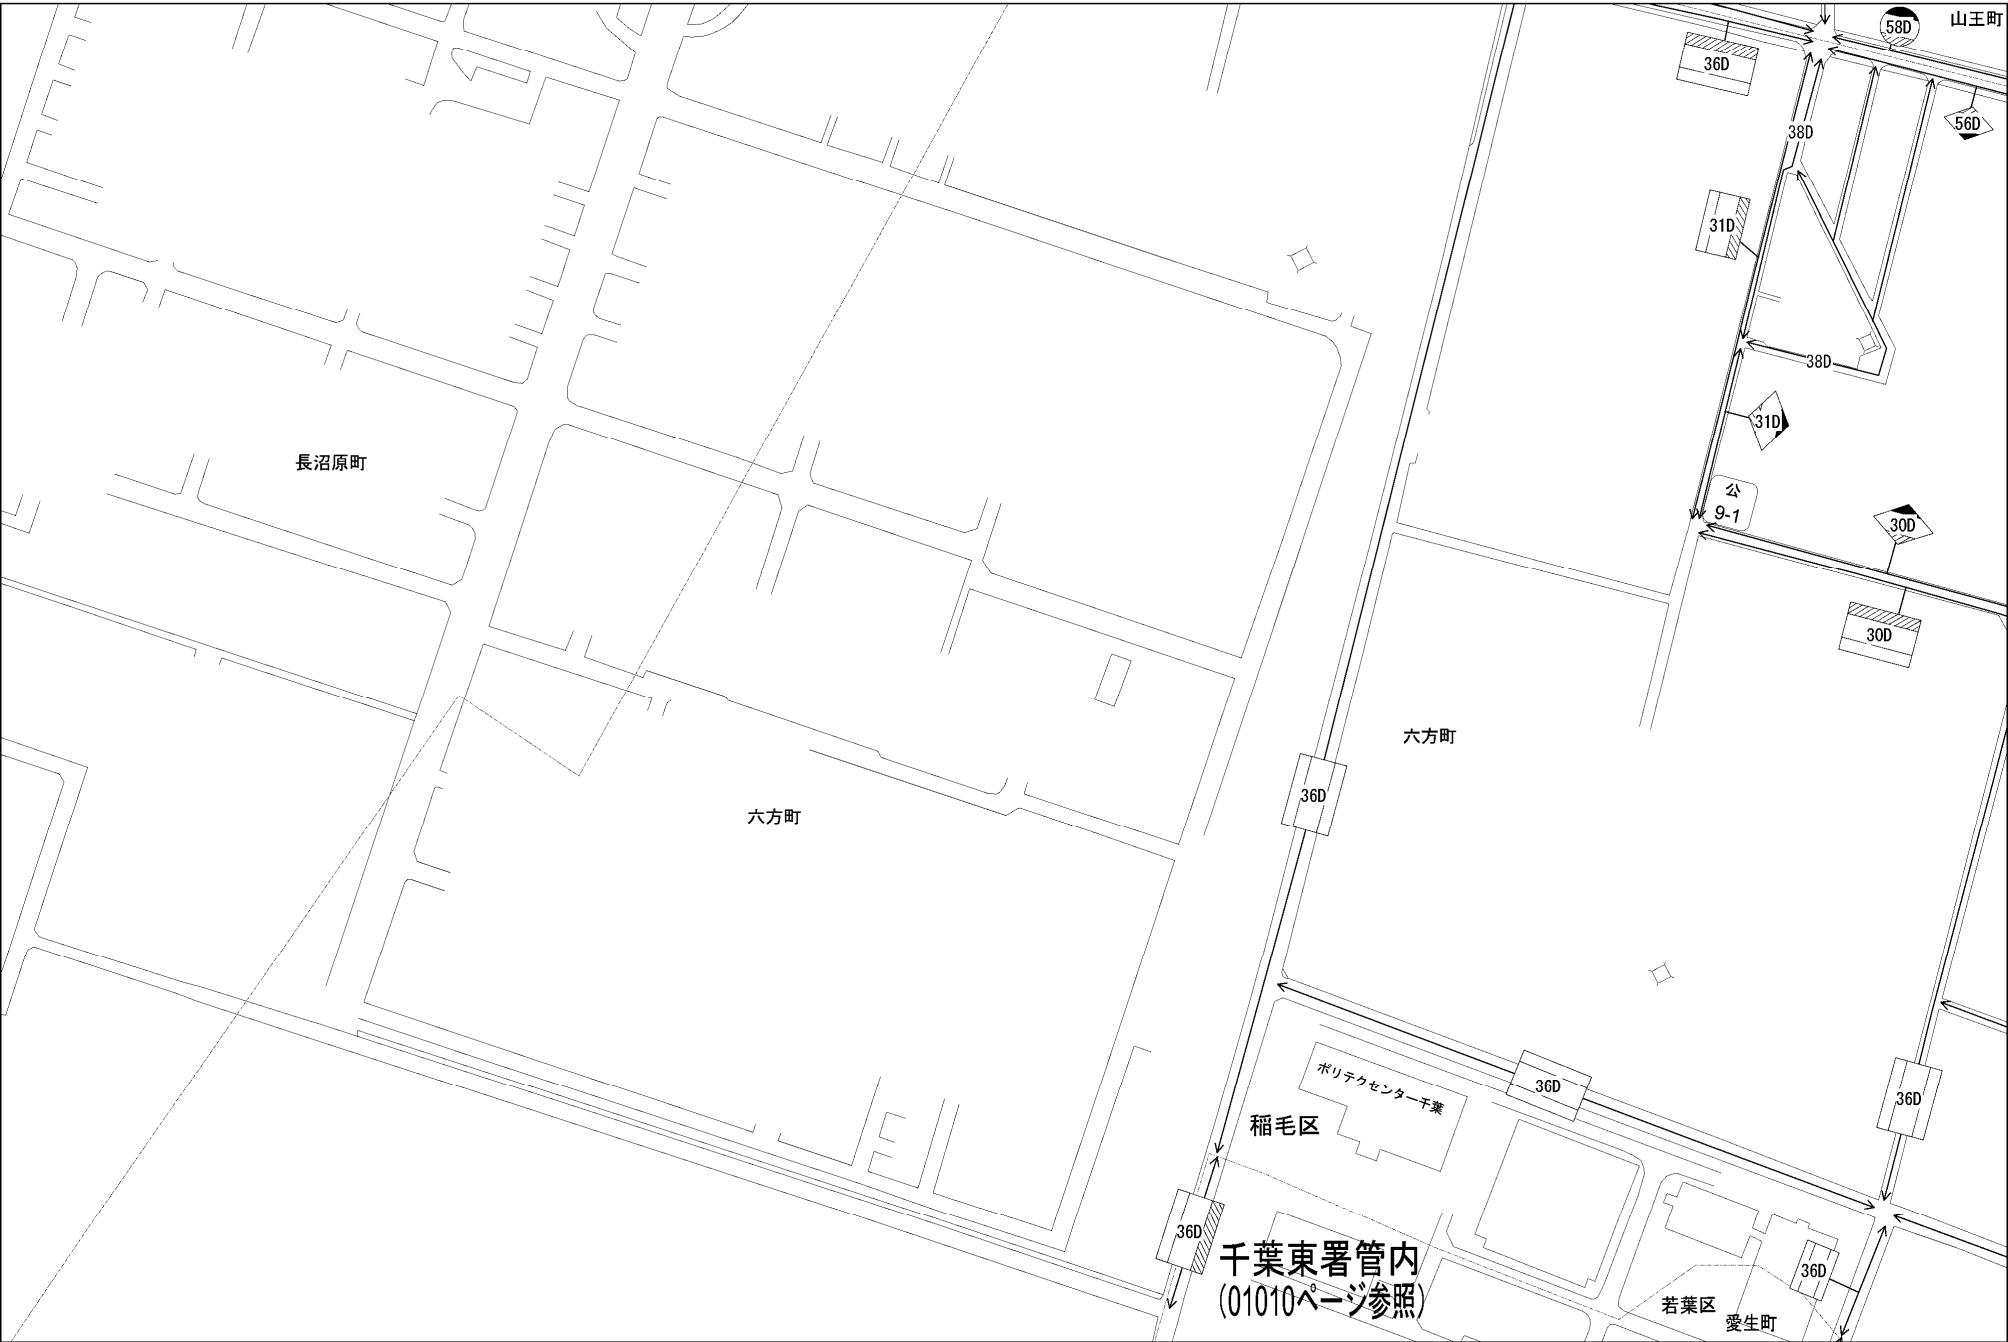 58D
山王町
36D
56D
38D
31D
38D
31D
長沼原町
公
9-1
30D
30D
六方町
36D
六方町
ポリテクセンター千葉
36D
36D
稲毛区
36D
千葉東署管内
(01010ページ参照)
36D
若葉区
愛生町